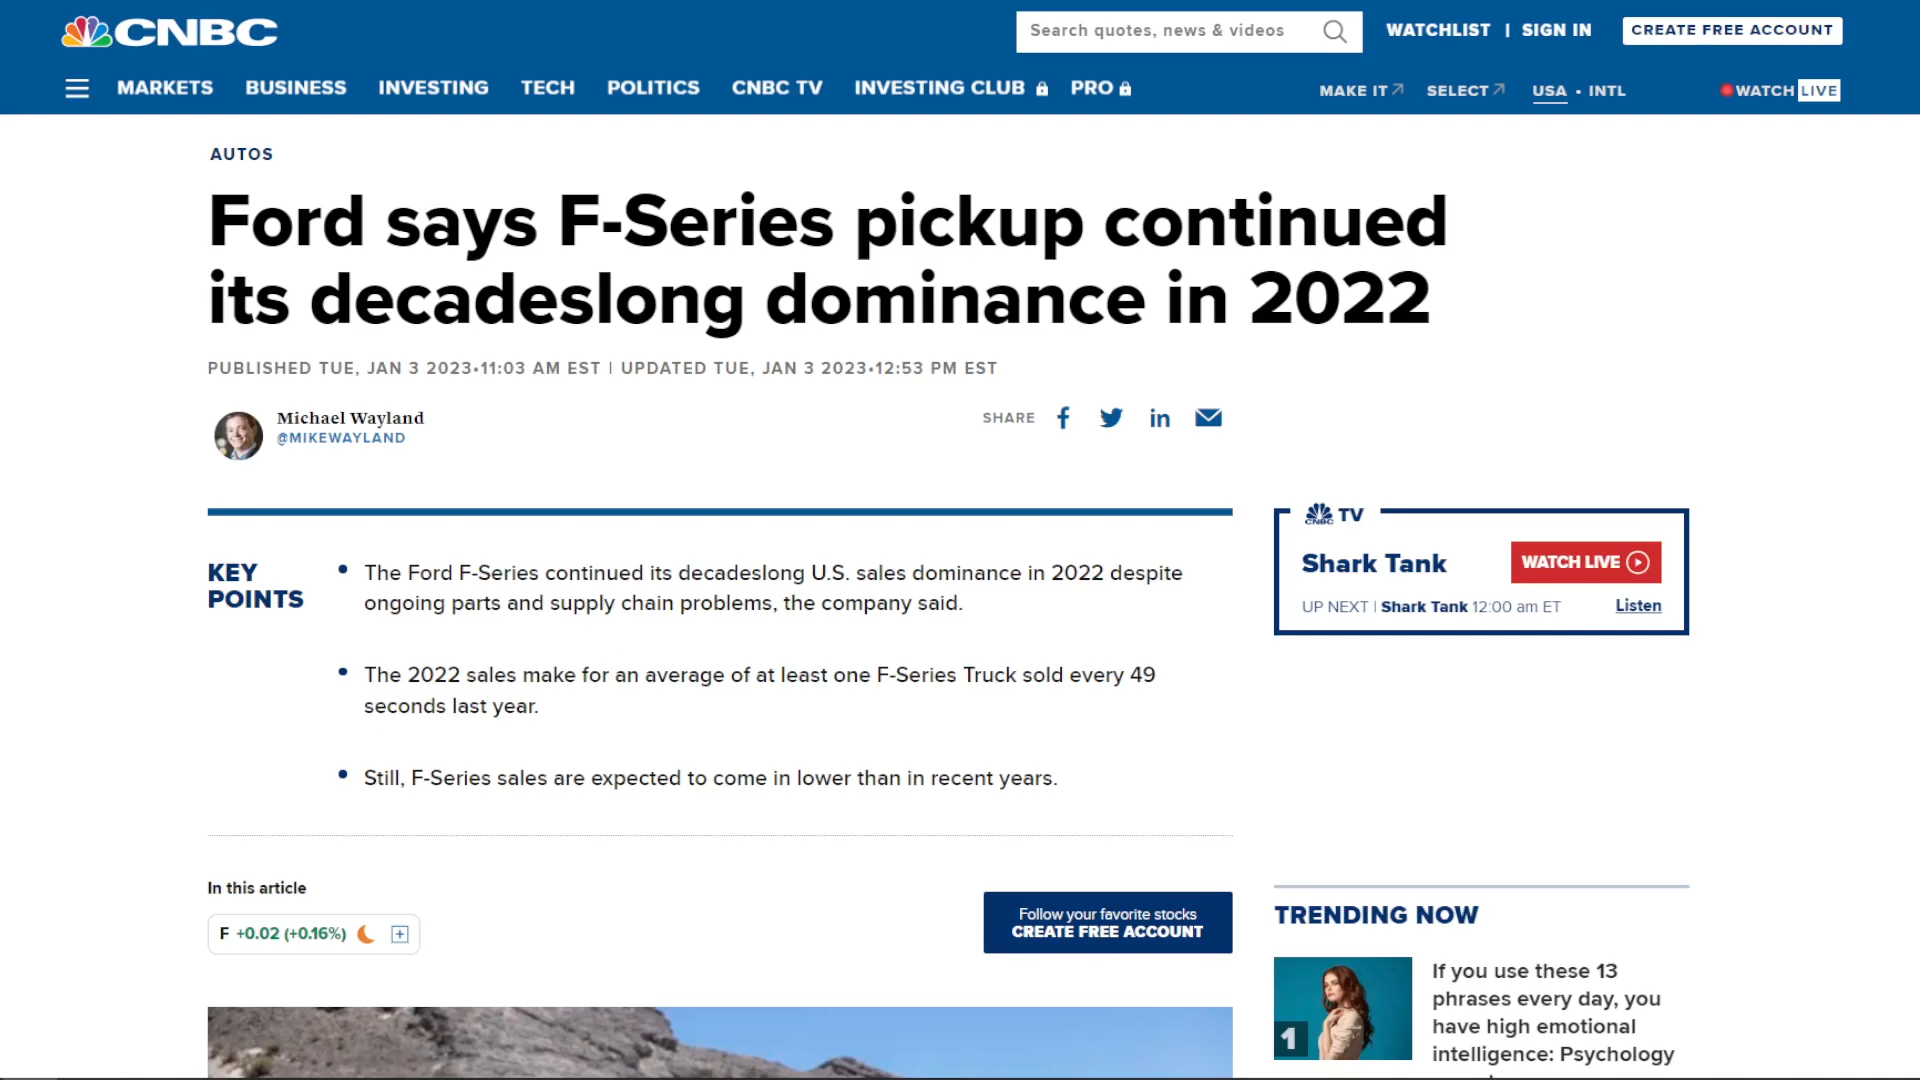 CNBC
Search quotes, news & videos
WATCHLIST | SIGN IN
CREATE FREE ACCOUNT
MARKETS BUSINESS INVESTING TECH POLITICS CNBC TV INVESTING CLUB PRO
MAKE IT SELECT USA • INTL
WATCH LIVE
AUTOS
Ford says F-Series pickup continued
its decadeslong dominance in 2022
PUBLISHED TUE, JAN 3 2023•11:03 AM EST | UPDATED TUE, JAN 3 2023•12:53 PM EST
Michael Wayland
@MIKEWAYLAND
SHARE
KEY
POINTS
• The Ford F-Series continued its decadeslong U.S. sales dominance in 2022 despite
ongoing parts and supply chain problems, the company said.
• The 2022 sales make for an average of at least one F-Series Truck sold every 49
seconds last year.
• Still, F-Series sales are expected to come in lower than in recent years.
In this article
F +0.02 (+0.16%)
Follow your favorite stocks
CREATE FREE ACCOUNT
CNBC TV
Shark Tank
WATCH LIVE
UP NEXT | Shark Tank 12:00 am ET
Listen
TRENDING NOW
1
If you use these 13
phrases every day, you
have high emotional
intelligence: Psychology